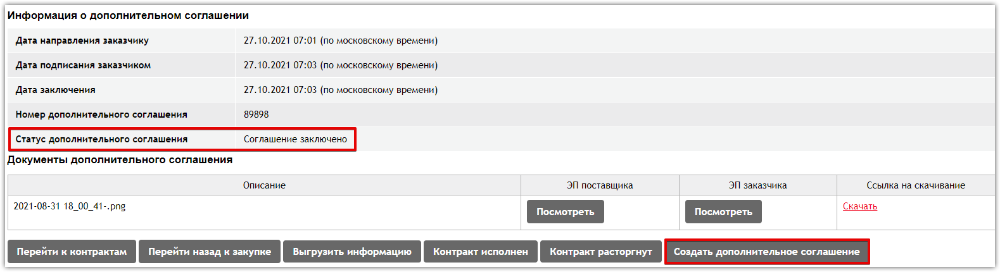 Информация о дополнительном соглашении
Дата направления заказчику 27.10.2021 07:01 (по московскому времени)
Дата подписания заказчиком 27.10.2021 07:03 (по московскому времени)
Дата заключения 27.10.2021 07:03 (по московскому времени)
Номер дополнительного соглашения 89898
Статус дополнительного соглашения Соглашение заключено
Документы дополнительного соглашения
Описание ЭП поставщика ЭП заказчика Ссылка на скачивание
2021-08-31 18_00_41-.png Посмотреть Посмотреть Скачать
Перейти к контрактам Перейти назад к закупке Выгрузить информацию Контракт исполнен Контракт расторгнут Создать дополнительное соглашение